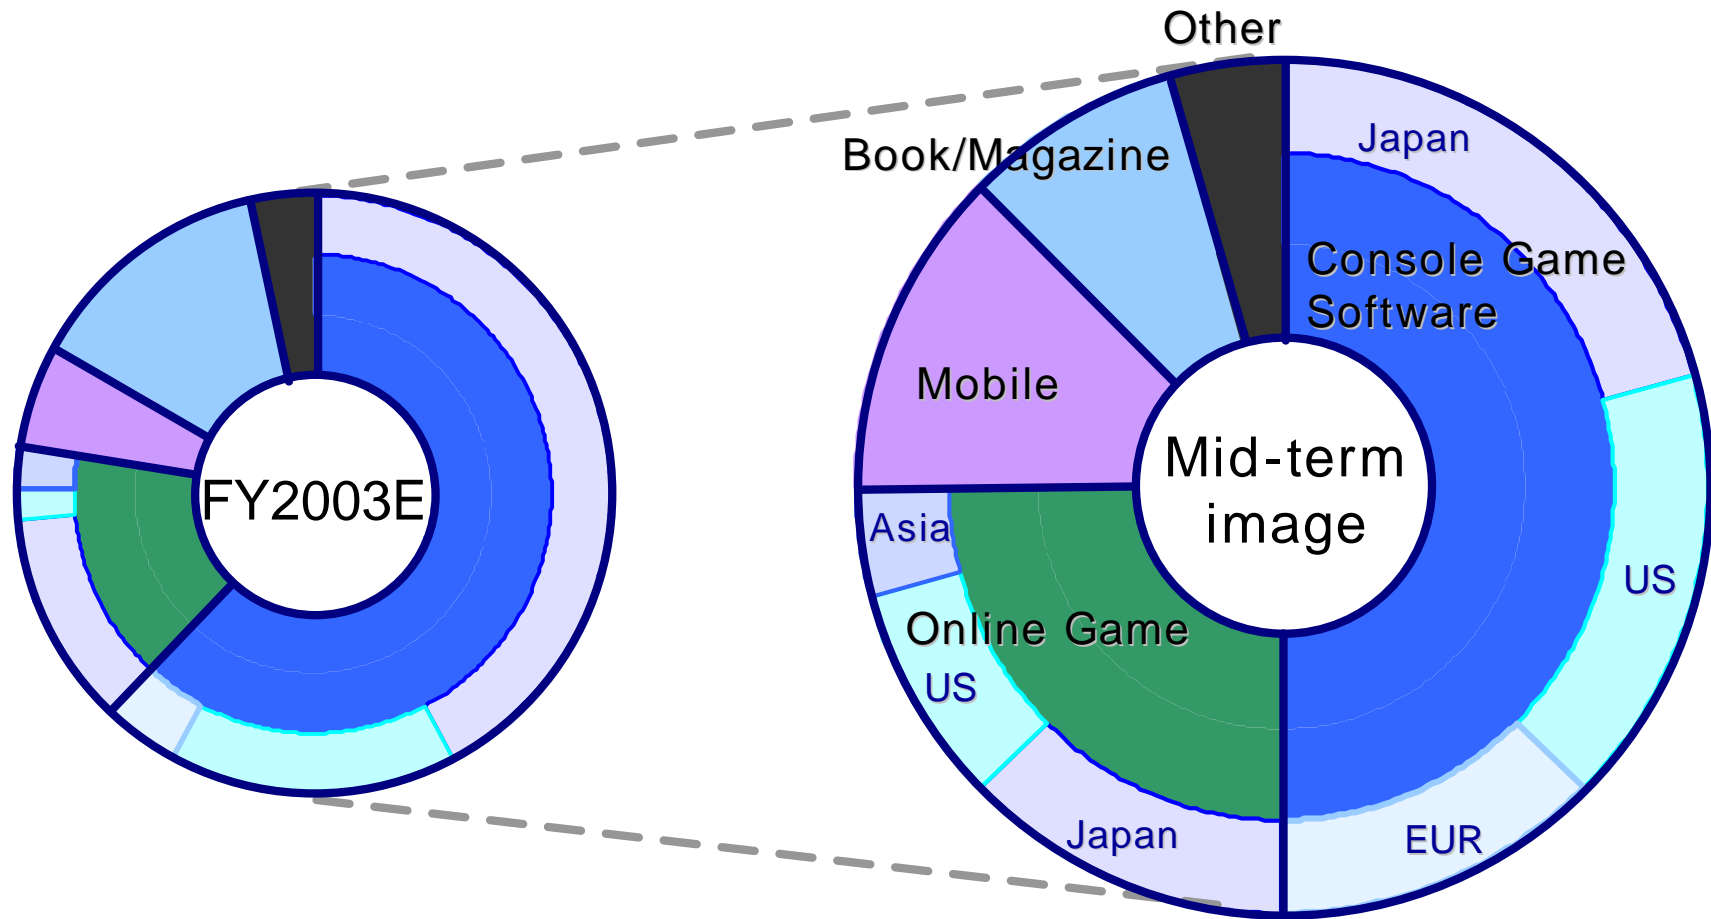 Other
Japan
Book/Magazine
Console Game
Software
Mobile
Mid-term
image
FY2003E
Asia
US
Online Game
US
Japan
EUR